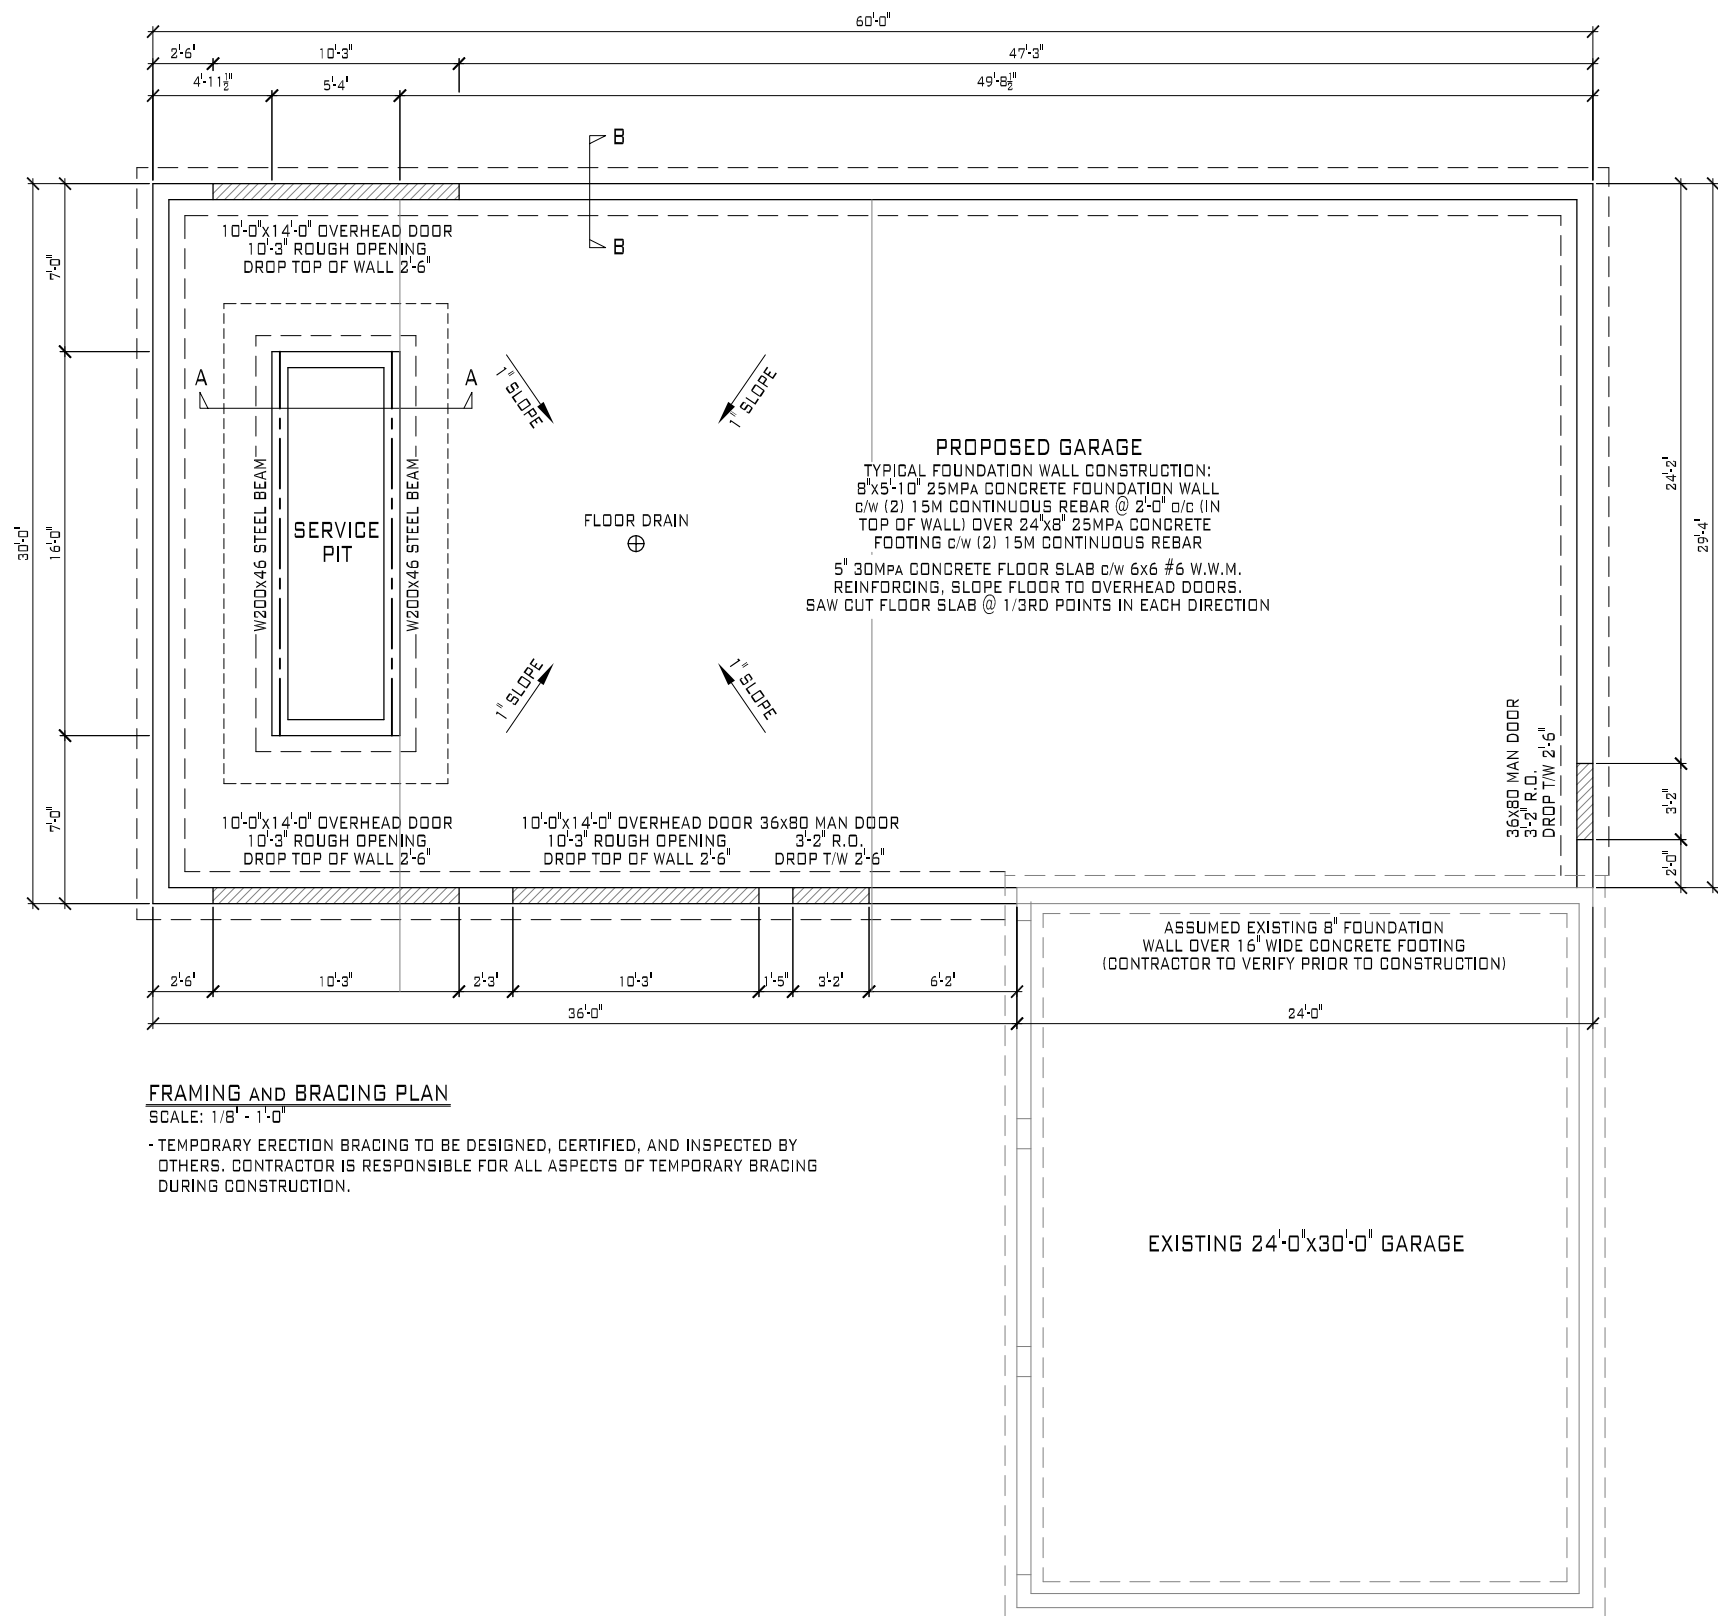 60'-0"
2'-6"
10'-3"
47'-3"
4'-11½"
5'-4"
49'-8½"
B
B
10'-0"x14'-0" OVERHEAD DOOR
10'-3" ROUGH OPENING
DROP TOP OF WALL 2'-6"
7'-0"
16'-0"
30'-0"
7'-0"
A
A
1" SLOPE
1" SLOPE
W200x46 STEEL BEAM
SERVICE
PIT
W200x46 STEEL BEAM
FLOOR DRAIN
1" SLOPE
1" SLOPE
PROPOSED GARAGE
TYPICAL FOUNDATION WALL CONSTRUCTION:
8"x5'-10" 25MPa CONCRETE FOUNDATION WALL
c/w (2) 15M CONTINUOUS REBAR @ 2'-0" o/c (IN
TOP OF WALL) OVER 24"x8" 25MPa CONCRETE
FOOTING c/w (2) 15M CONTINUOUS REBAR
5" 30MPa CONCRETE FLOOR SLAB c/w 6x6 #6 W.W.M.
REINFORCING, SLOPE FLOOR TO OVERHEAD DOORS.
SAW CUT FLOOR SLAB @ 1/3RD POINTS IN EACH DIRECTION
24'-2"
29'-4"
3'-2"
2'-0"
36x80 MAN DOOR
3'-2" R.O.
DROP T/W 2'-6"
10'-0"x14'-0" OVERHEAD DOOR
10'-3" ROUGH OPENING
DROP TOP OF WALL 2'-6"
10'-0"x14'-0" OVERHEAD DOOR
10'-3" ROUGH OPENING
DROP TOP OF WALL 2'-6"
36x80 MAN DOOR
3'-2" R.O.
DROP T/W 2'-6"
ASSUMED EXISTING 8" FOUNDATION
WALL OVER 16" WIDE CONCRETE FOOTING
(CONTRACTOR TO VERIFY PRIOR TO CONSTRUCTION)
2'-6"
10'-3"
2'-3"
10'-3"
1'-5"
3'-2"
6'-2"
36'-0"
24'-0"
FRAMING AND BRACING PLAN
SCALE: 1/8" - 1'-0"
- TEMPORARY ERECTION BRACING TO BE DESIGNED, CERTIFIED, AND INSPECTED BY
OTHERS. CONTRACTOR IS RESPONSIBLE FOR ALL ASPECTS OF TEMPORARY BRACING
DURING CONSTRUCTION.
EXISTING 24'-0"x30'-0" GARAGE